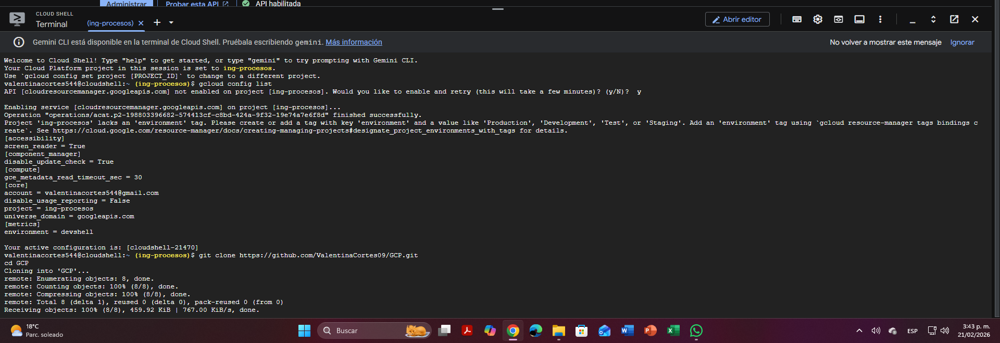 Administrar
Probar esta API
API habilitada
CLOUD SHELL
Terminal
(ing-procesos)
Abrir editor
Gemini CLI está disponible en la terminal de Cloud Shell. Pruébala escribiendo gemini. Más información
No volver a mostrar este mensaje
Ignorar
Welcome to Cloud Shell! Type "help" to get started, or type "gemini" to try prompting with Gemini CLI.
Your Cloud Platform project in this session is set to ing-procesos.
Use `gcloud config set project [PROJECT_ID]` to change to a different project.
valentinacortes544@cloudshell:~ (ing-procesos)$ gcloud config list
API [cloudresourcemanager.googleapis.com] not enabled on project [ing-procesos]. Would you like to enable and retry (this will take a few minutes)? (y/N)?  y
Enabling service [cloudresourcemanager.googleapis.com] on project [ing-procesos]...
Operation "operations/acat.p2-198803396682-574413cf-c8bd-424a-9f32-19e74a7e6f8d" finished successfully.
Project 'ing-procesos' lacks an 'environment' tag. Please create or add a tag with key 'environment' and a value like 'Production', 'Development', 'Test', or 'Staging'. Add an 'environment' tag using `gcloud resource-manager tags bindings c
reate`. See https://cloud.google.com/resource-manager/docs/creating-managing-projects#designate_project_environments_with_tags for details.
[accessibility]
screen_reader = True
[component_manager]
disable_update_check = True
[compute]
gce_metadata_read_timeout_sec = 30
[core]
account = valentinacortes544@gmail.com
disable_usage_reporting = False
project = ing-procesos
universe_domain = googleapis.com
[metrics]
environment = devshell
Your active configuration is: [cloudshell-21470]
valentinacortes544@cloudshell:~ (ing-procesos)$ git clone https://github.com/ValentinaCortes09/GCP.git
cd GCP
Cloning into 'GCP'...
remote: Enumerating objects: 8, done.
remote: Counting objects: 100% (8/8), done.
remote: Compressing objects: 100% (8/8), done.
remote: Total 8 (delta 1), reused 0 (delta 0), pack-reused 0 (from 0)
Receiving objects: 100% (8/8), 459.92 KiB | 767.00 KiB/s, done.
18°C
Parc. soleado
Buscar
ESP
3:43 p. m.
21/02/2026